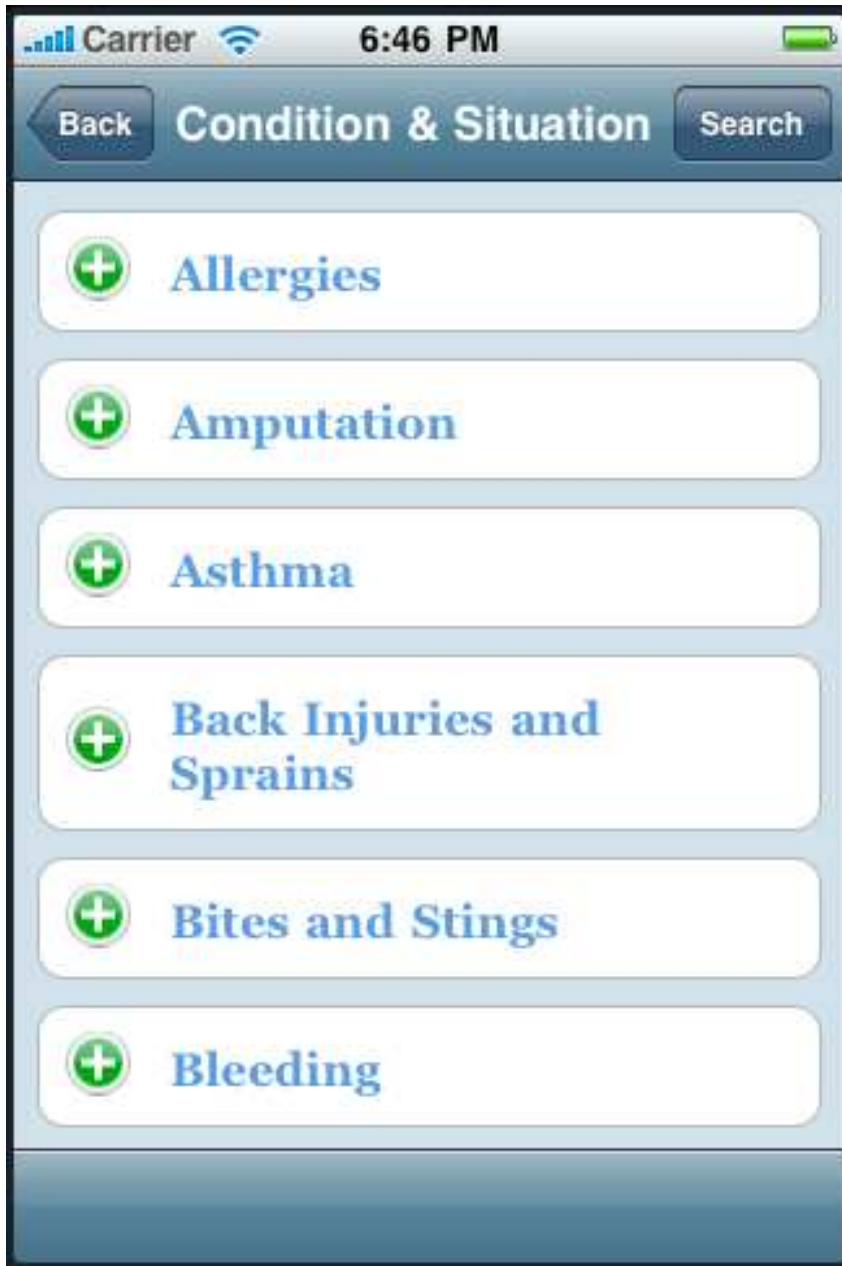 Carrier 6:46 PM
Back Condition & Situation Search
Allergies
Amputation
Asthma
Back Injuries and
Sprains
Bites and Stings
Bleeding